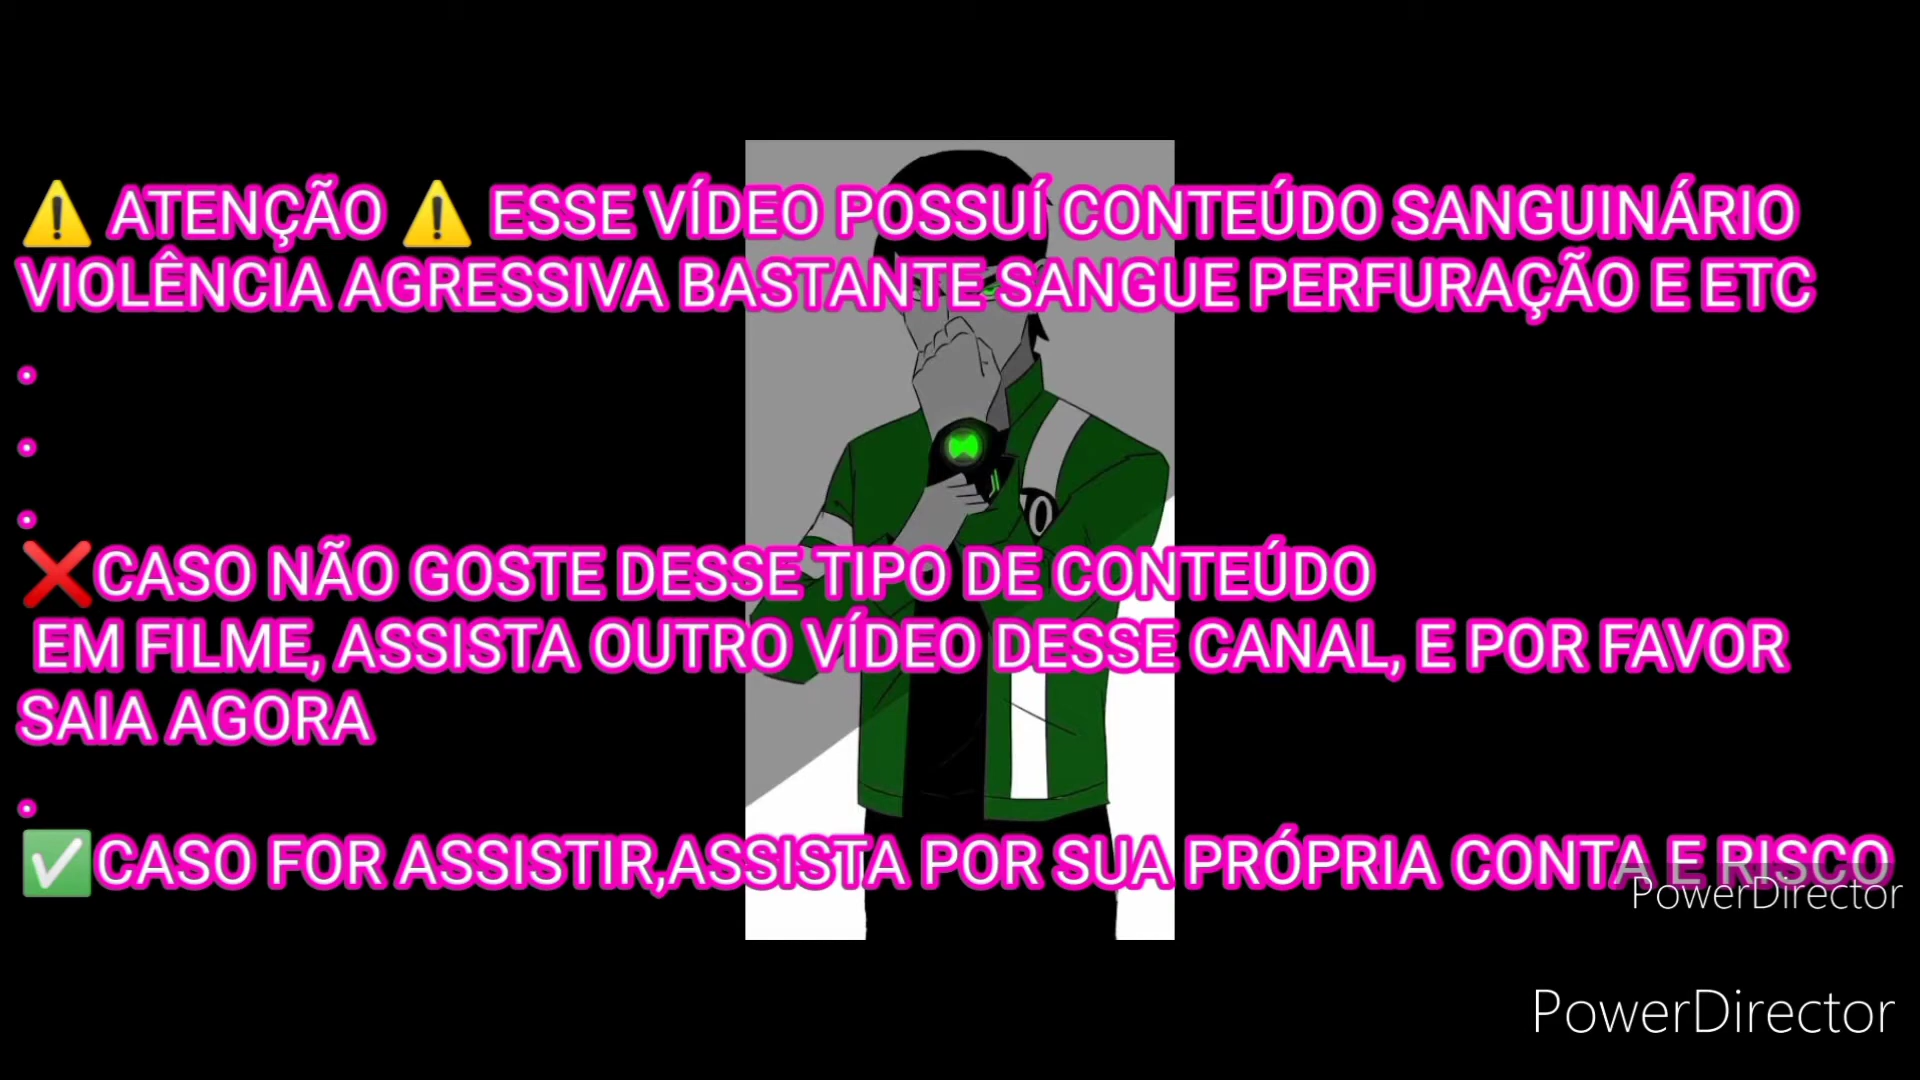 ⚠️ ATENÇÃO ⚠️ ESSE VÍDEO POSSUÍ CONTEÚDO SANGUINÁRIO
VIOLÊNCIA AGRESSIVA BASTANTE SANGUE PERFURAÇÃO E ETC
.
.
.
❌CASO NÃO GOSTE DESSE TIPO DE CONTEÚDO
EM FILME, ASSISTA OUTRO VÍDEO DESSE CANAL, E POR FAVOR
SAIA AGORA
.
✅CASO FOR ASSISTIR,ASSISTA POR SUA PRÓPRIA CONTA E RISCO
PowerDirector
PowerDirector